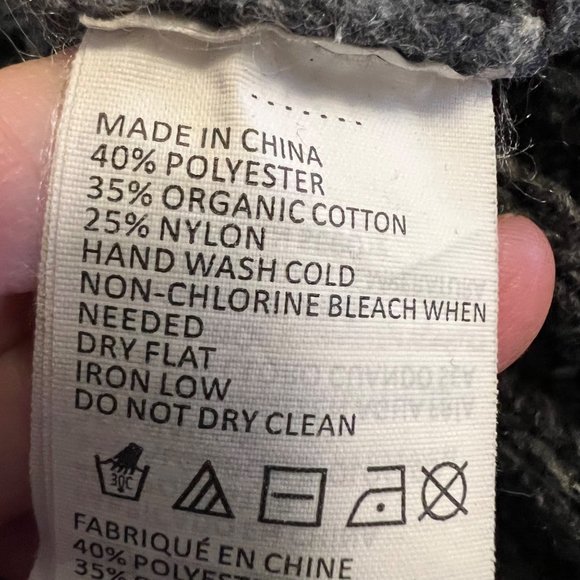 MADE IN CHINA
40% POLYESTER
35% ORGANIC COTTON
25% NYLON
HAND WASH COLD
NON-CHLORINE BLEACH WHEN
NEEDED
DRY FLAT
IRON LOW
DO NOT DRY CLEAN
30C
FABRIQUÉ EN CHINE
40% POLYESTER
35%